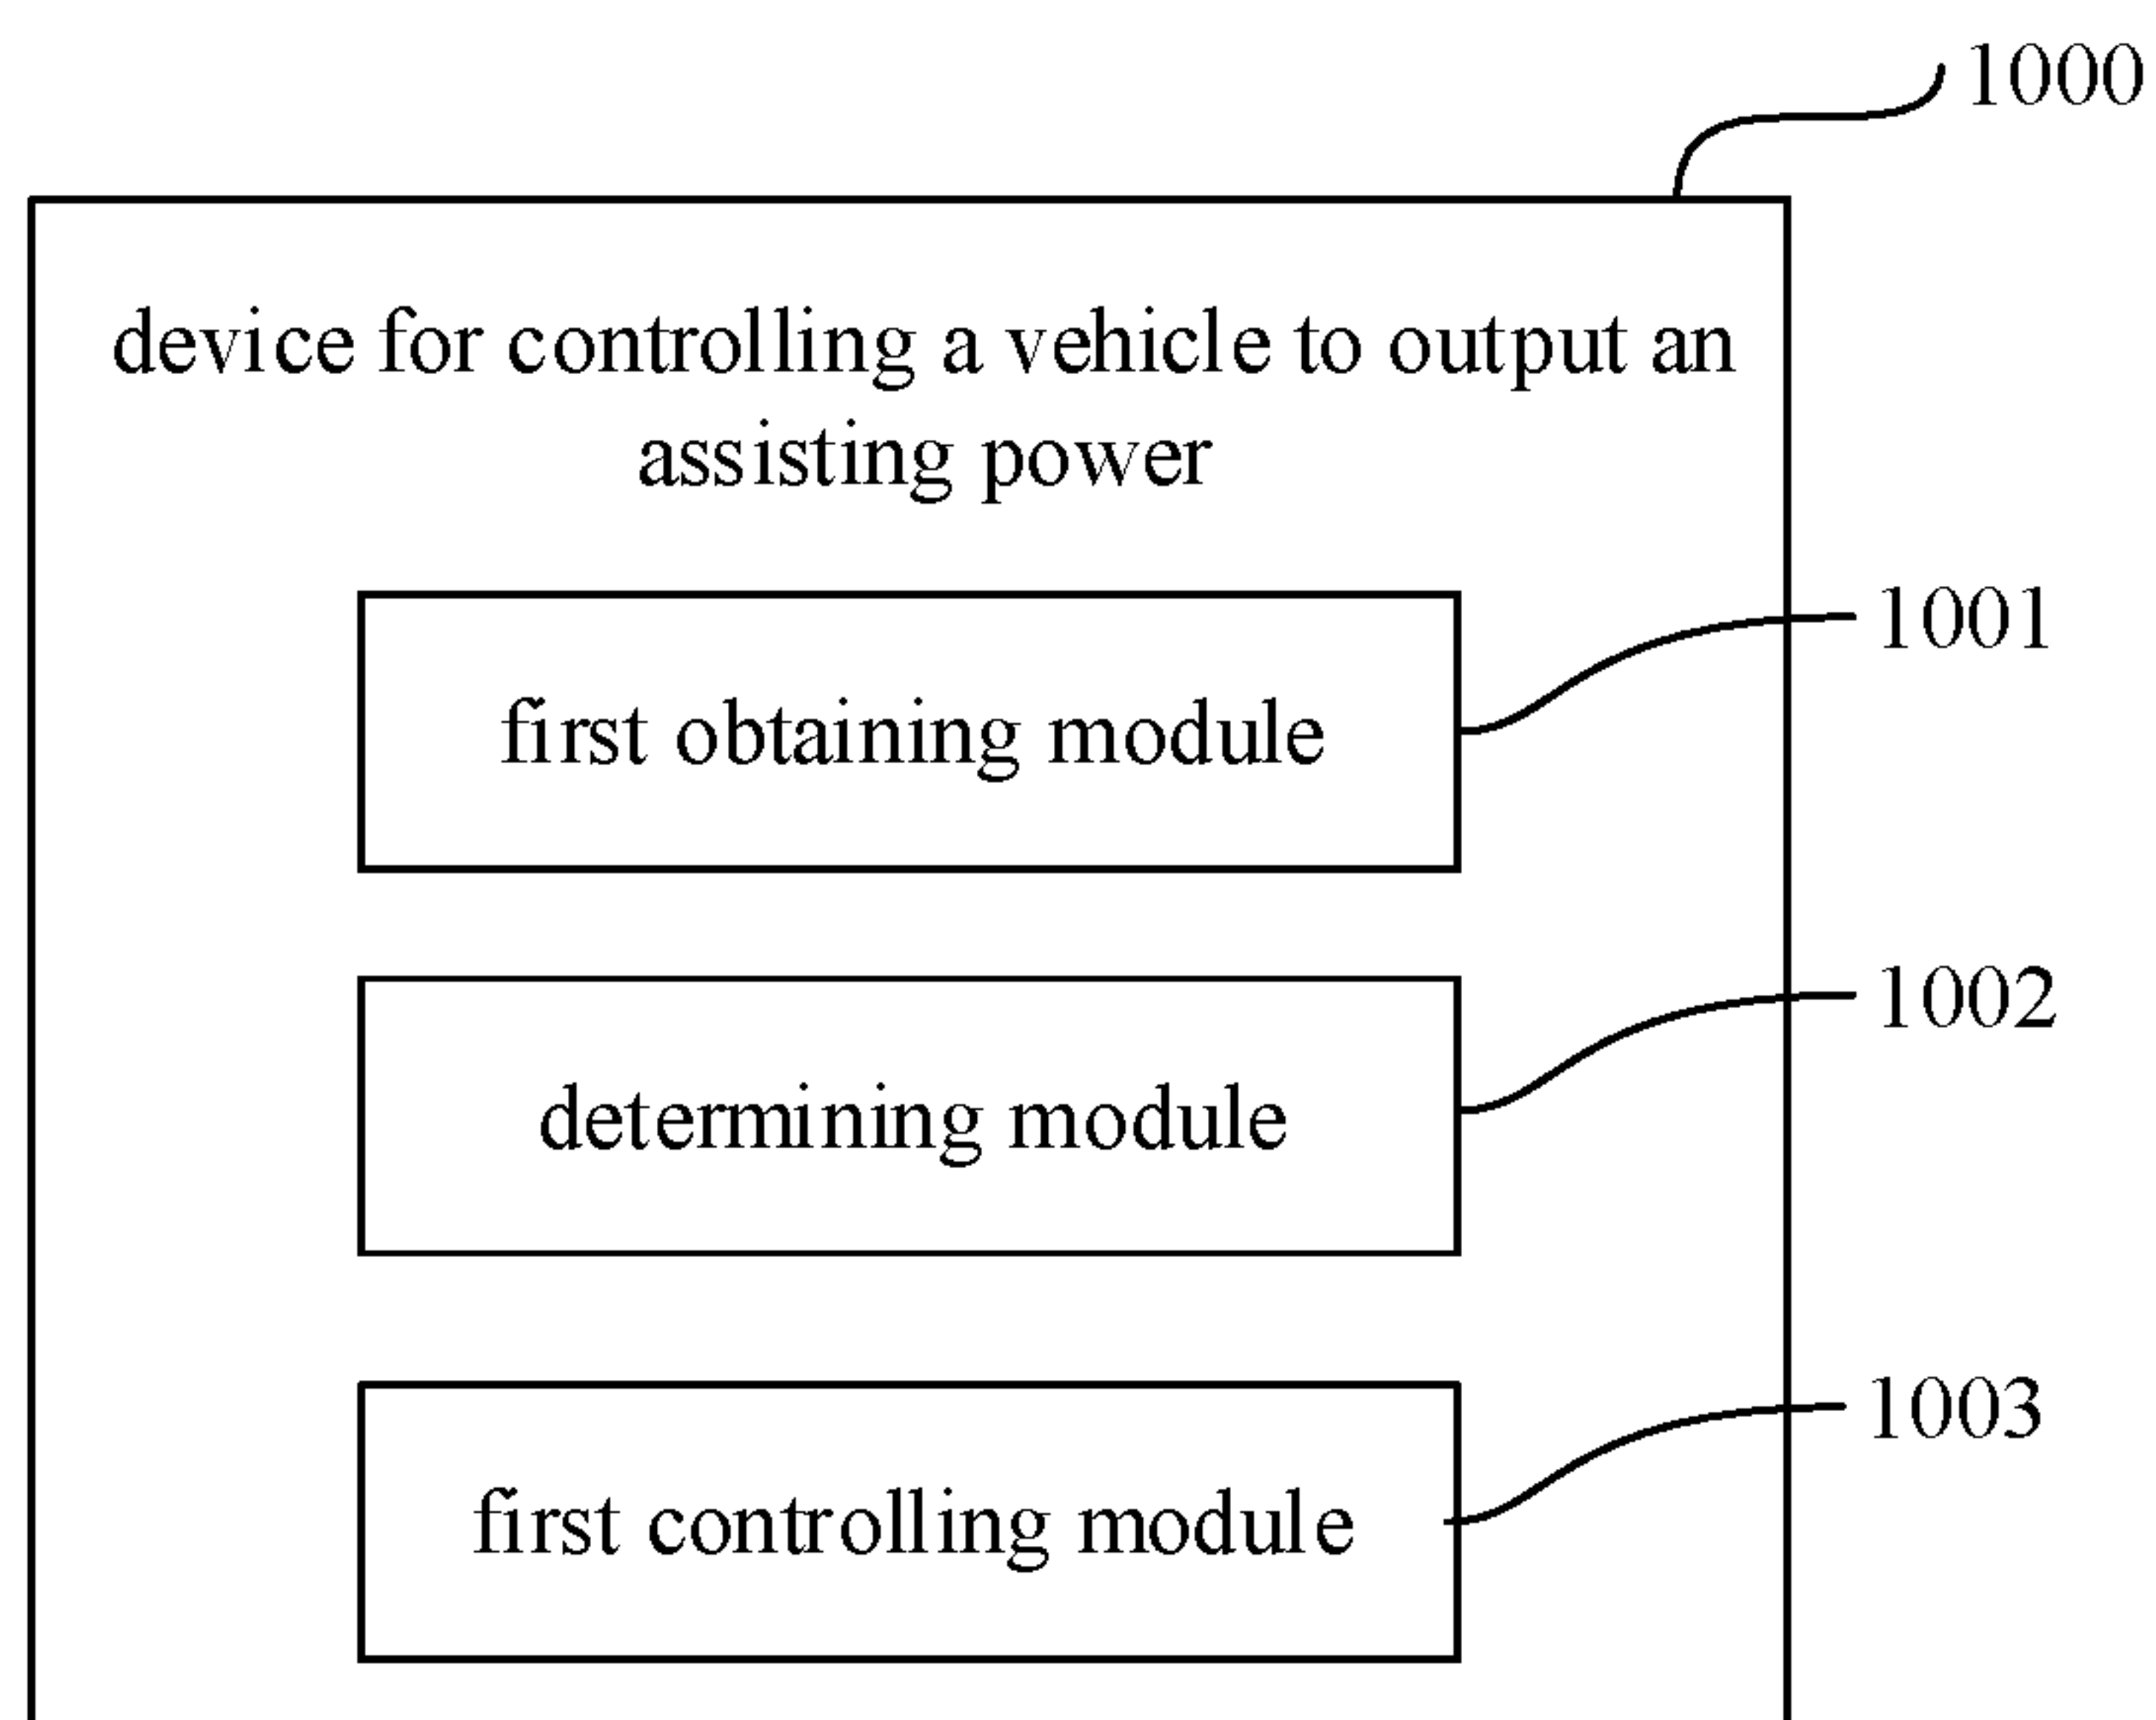 1000
device for controlling a vehicle to output an
assisting power
1001
first obtaining module
1002
determining module
1003
first controlling module